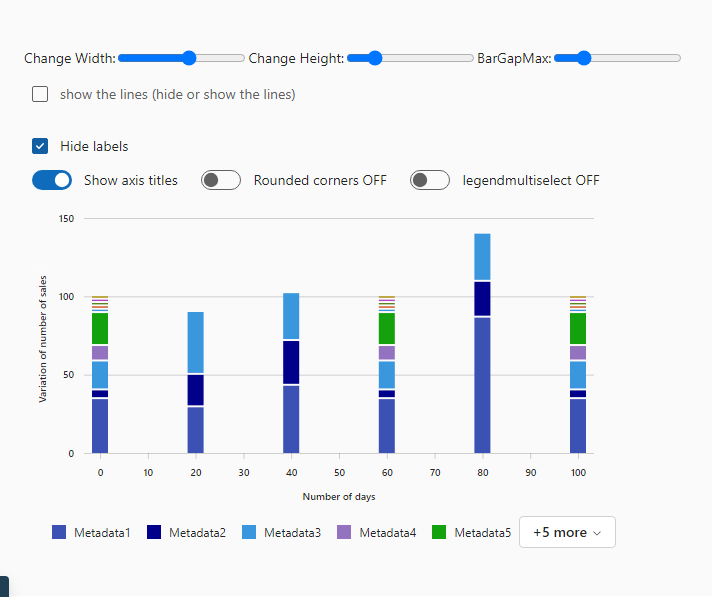 Change Width: Change Height: BarGapMax:
show the lines (hide or show the lines)
Hide labels
Show axis titles Rounded corners OFF legendmultiselect OFF
150
100
50
0
Variation of number of sales
0 10 20 30 40 50 60 70 80 90 100
Number of days
Metadata1 Metadata2 Metadata3 Metadata4 Metadata5 +5 more